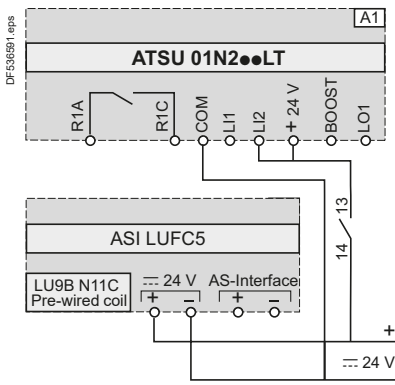 DF536591.eps
A1
ATSU 01N2●●LT
R1A
R1C
COM
LI1
LI2
+ 24 V
BOOST
LO1
13
14
ASI LUFC5
LU9B N11C
Pre-wired coil
⎓ 24 V
AS-Interface
+ – + –
+
⎓ 24 V